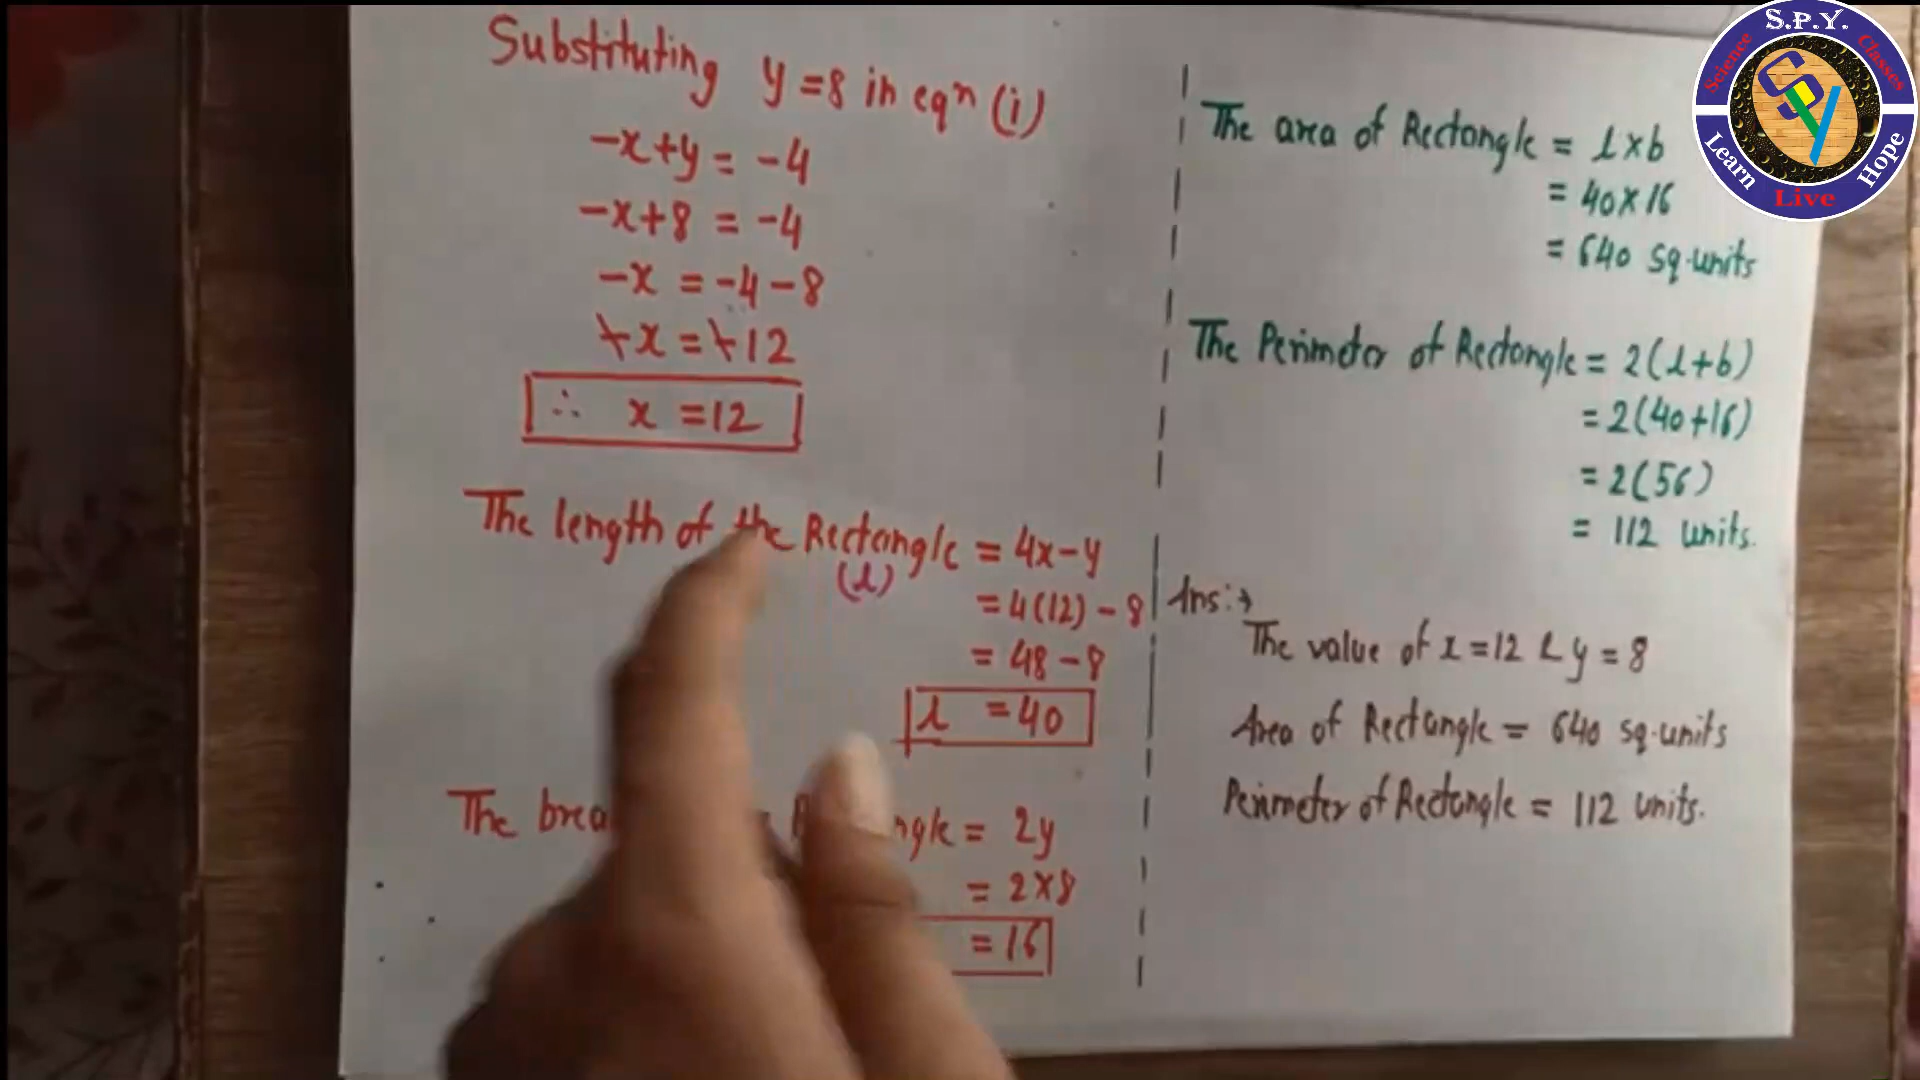 Substituting y = 8 in eqn (i)
-x+y = -4
-x+8 = -4
-x = -4-8
-x = -12
∴ x = 12
The length of the Rectangle = 4x-y
(l)
= 4(12) - 8
= 48 - 8
l = 40
The = 2y
= 2×8
= 16
The area of Rectangle = l×b
= 40×16
= 640 sq.units
The Perimeter of Rectangle = 2(l+b)
= 2(40+16)
= 2(56)
= 112 units.
Ans:→
The value of x = 12 & y = 8
Area of Rectangle = 640 sq.units
Perimeter of Rectangle = 112 units.
S.P.Y.
Science
Classes
SPY
Learn
Live
Hope